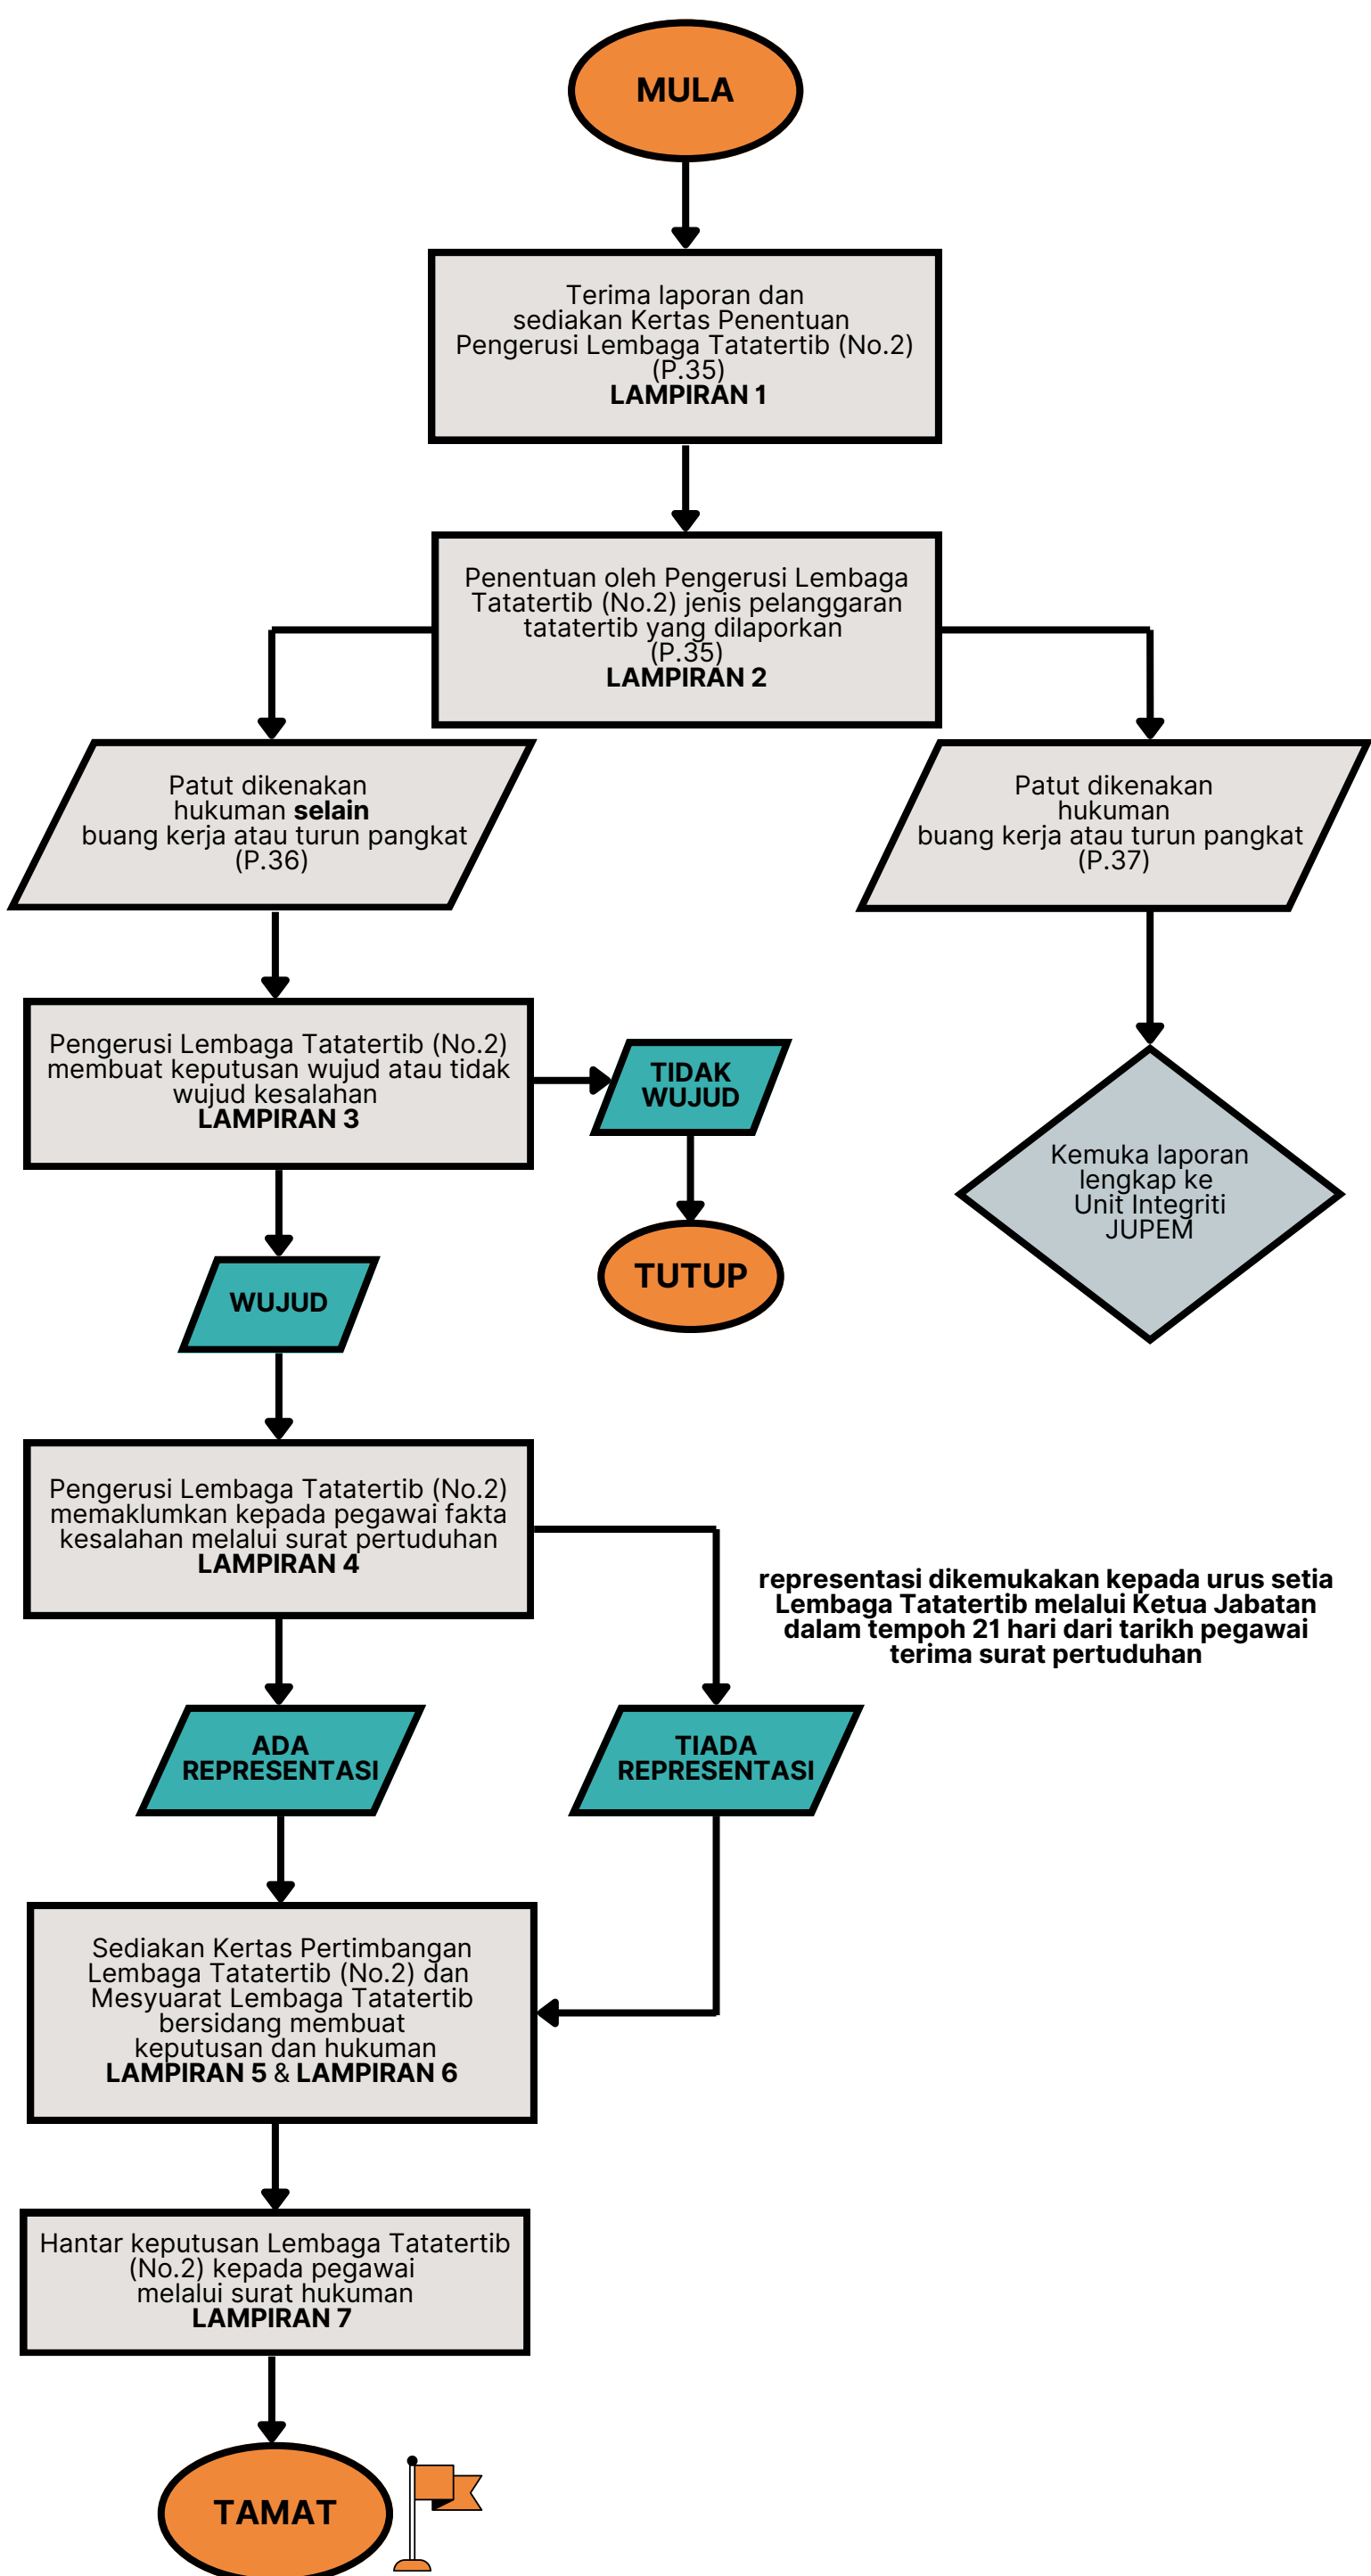 MULA
Terima laporan dan
sediakan Kertas Penentuan
Pengerusi Lembaga Tatatertib (No.2)
(P.35)
LAMPIRAN 1
Penentuan oleh Pengerusi Lembaga
Tatatertib (No.2) jenis pelanggaran
tatatertib yang dilaporkan
(P.35)
LAMPIRAN 2
Patut dikenakan
hukuman selain
buang kerja atau turun pangkat
(P.36)
Patut dikenakan
hukuman
buang kerja atau turun pangkat
(P.37)
Pengerusi Lembaga Tatatertib (No.2)
membuat keputusan wujud atau tidak
wujud kesalahan
LAMPIRAN 3
TIDAK
WUJUD
Kemuka laporan
lengkap ke
Unit Integriti
JUPEM
TUTUP
WUJUD
Pengerusi Lembaga Tatatertib (No.2)
memaklumkan kepada pegawai fakta
kesalahan melalui surat pertuduhan
LAMPIRAN 4
representasi dikemukakan kepada urus setia
Lembaga Tatatertib melalui Ketua Jabatan
dalam tempoh 21 hari dari tarikh pegawai
terima surat pertuduhan
ADA
REPRESENTASI
TIADA
REPRESENTASI
Sediakan Kertas Pertimbangan
Lembaga Tatatertib (No.2) dan
Mesyuarat Lembaga Tatatertib
bersidang membuat
keputusan dan hukuman
LAMPIRAN 5 & LAMPIRAN 6
Hantar keputusan Lembaga Tatatertib
(No.2) kepada pegawai
melalui surat hukuman
LAMPIRAN 7
TAMAT